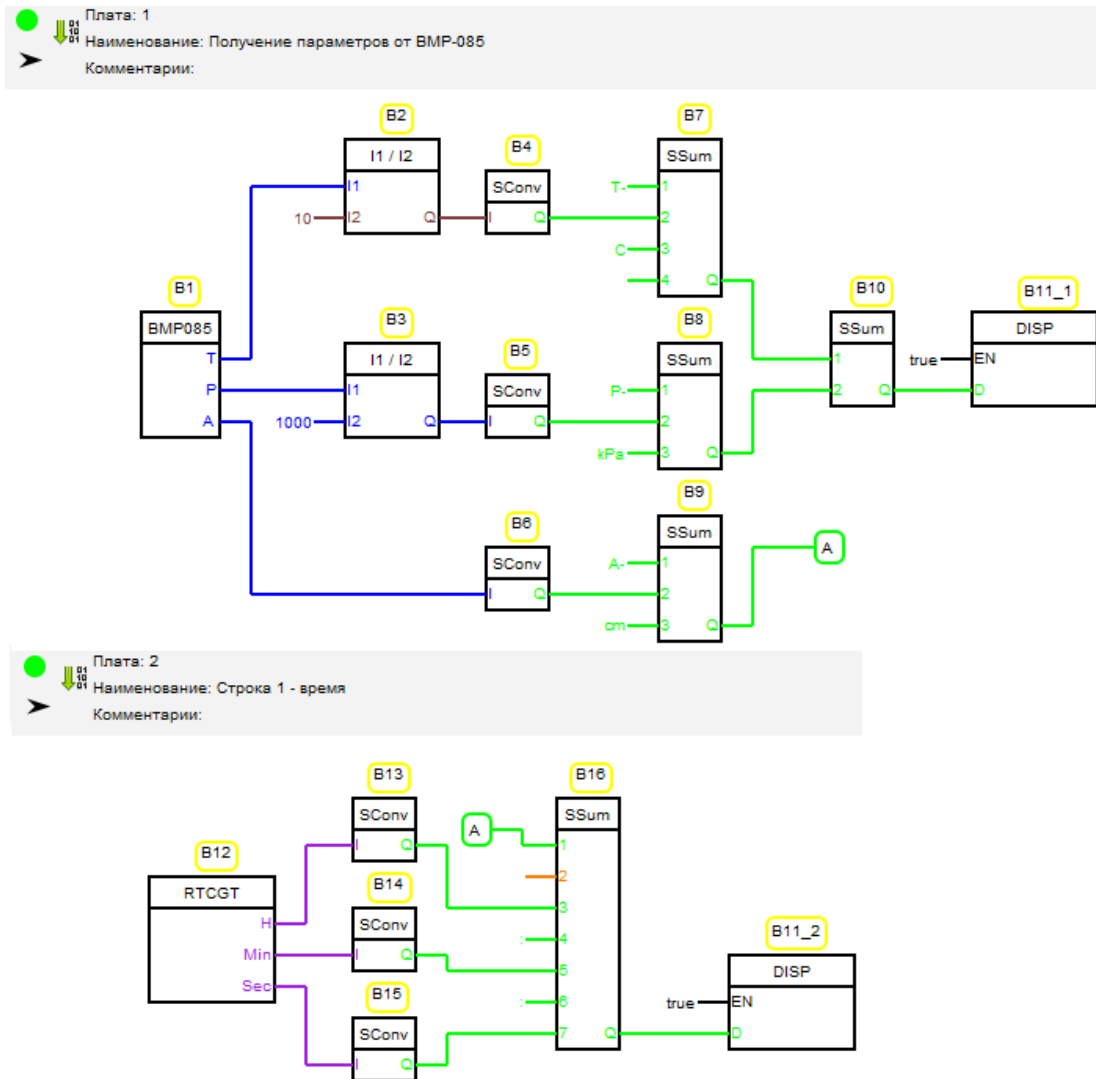 Плата: 1
Наименование: Получение параметров от BMP-085
Комментарии:
B2
I1 / I2
I1
10
I2
Q
B4
SConv
I
Q
B7
SSum
T-
1
2
C
3
4
Q
B1
BMP085
T
P
A
B3
I1 / I2
I1
1000
I2
Q
B5
SConv
I
Q
B8
SSum
P-
1
2
kPa
3
Q
B10
SSum
1
2
Q
B11_1
DISP
true
EN
D
B6
SConv
I
Q
B9
SSum
A-
1
2
cm
3
Q
A
Плата: 2
Наименование: Строка 1 - время
Комментарии:
B12
RTCGT
H
Min
Sec
B13
SConv
I
Q
B14
SConv
I
Q
B15
SConv
I
Q
B16
SSum
A
1
2
3
:
4
5
:
6
7
Q
B11_2
DISP
true
EN
D